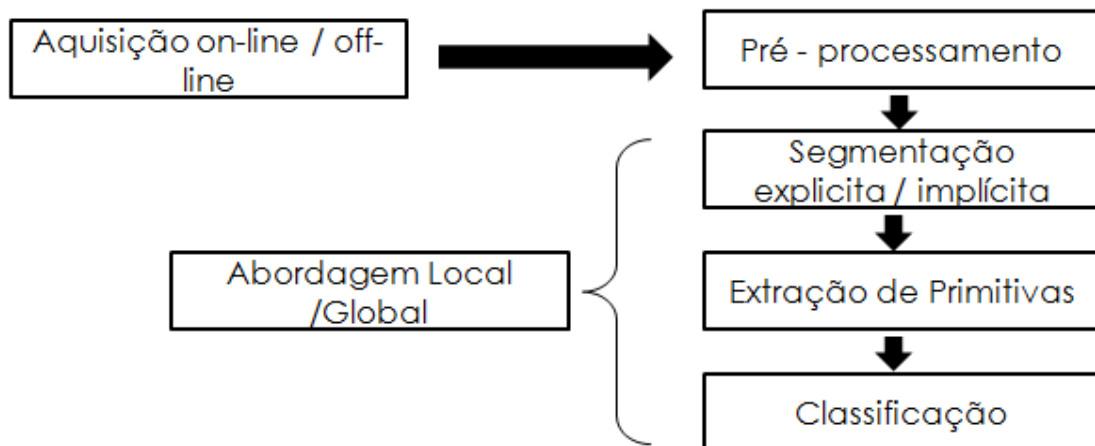 Aquisição on-line / off-
line
Pré - processamento
Segmentação
explicita / implícita
Abordagem Local
/Global
Extração de Primitivas
Classificação